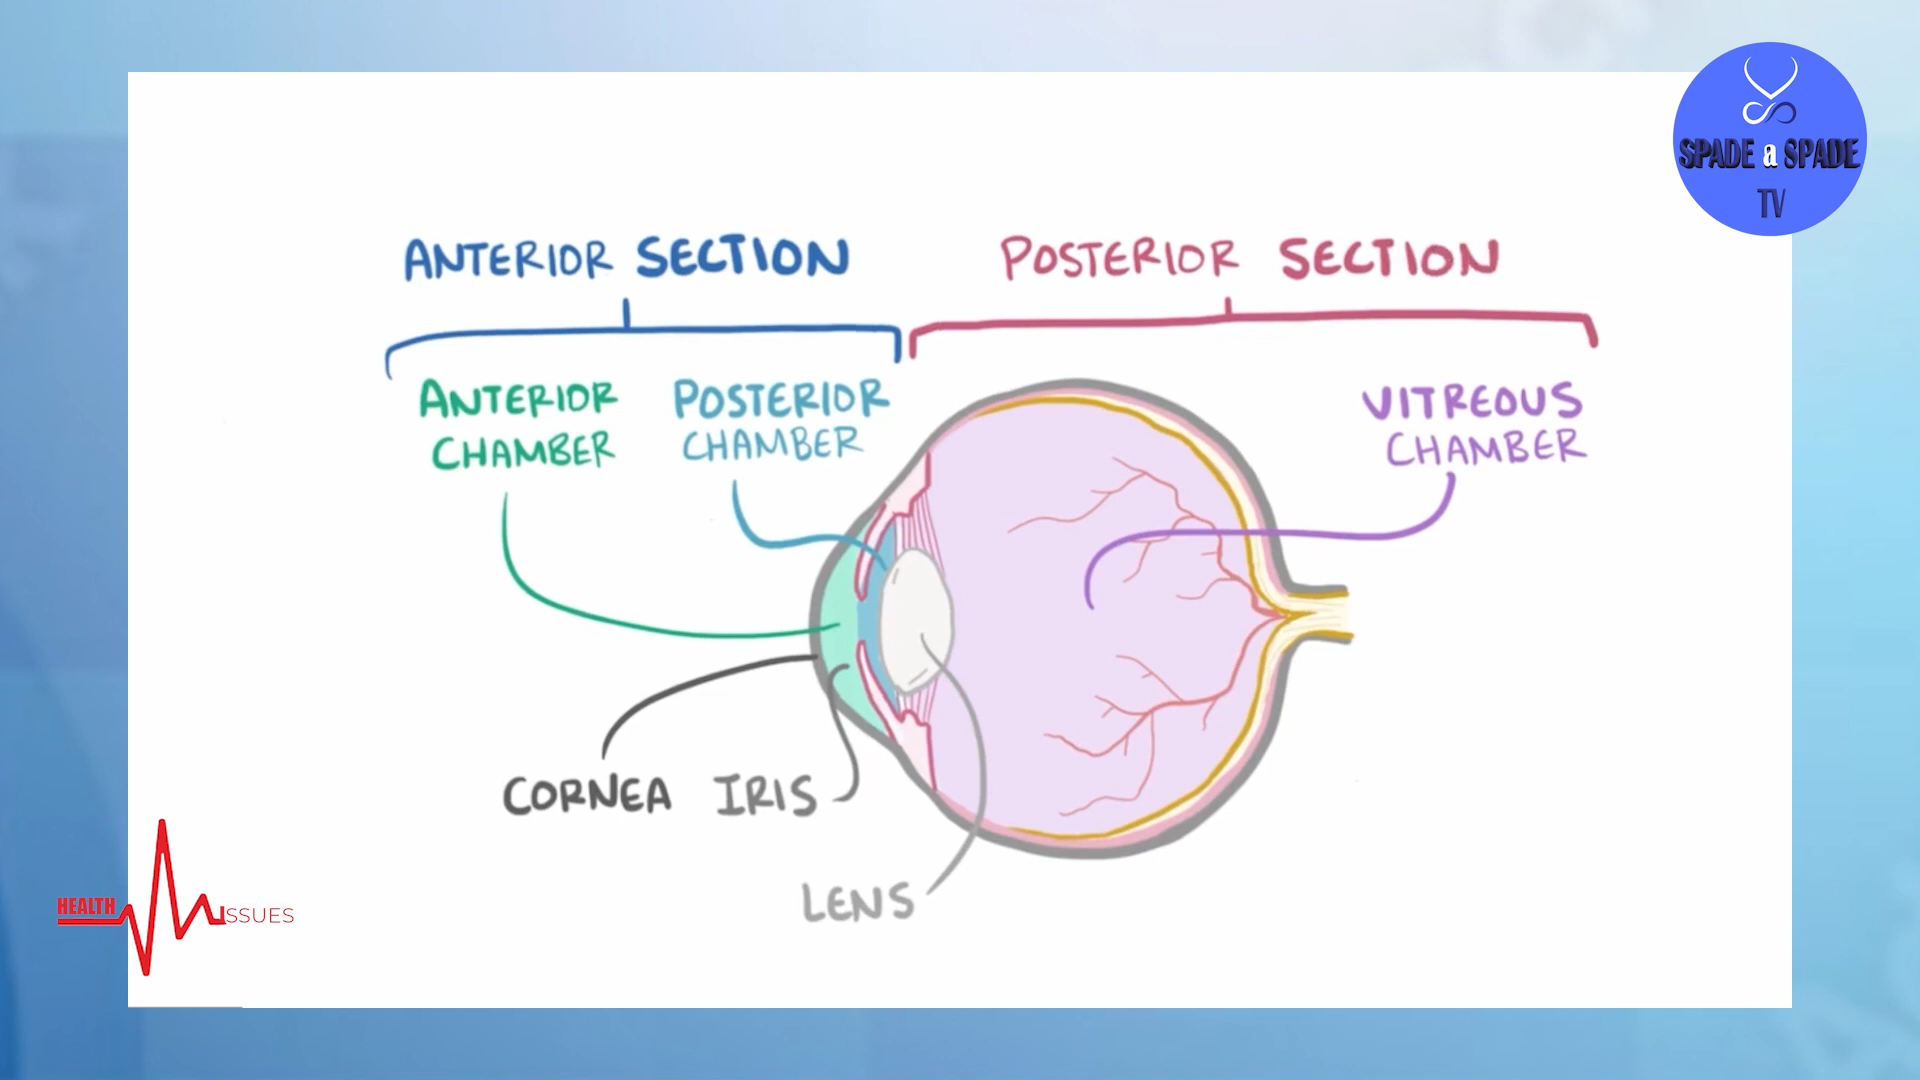 SPADE a SPADE
TV
ANTERIOR SECTION
POSTERIOR SECTION
ANTERIOR
CHAMBER
POSTERIOR
CHAMBER
VITREOUS
CHAMBER
CORNEA
IRIS
LENS
HEALTH
ISSUES